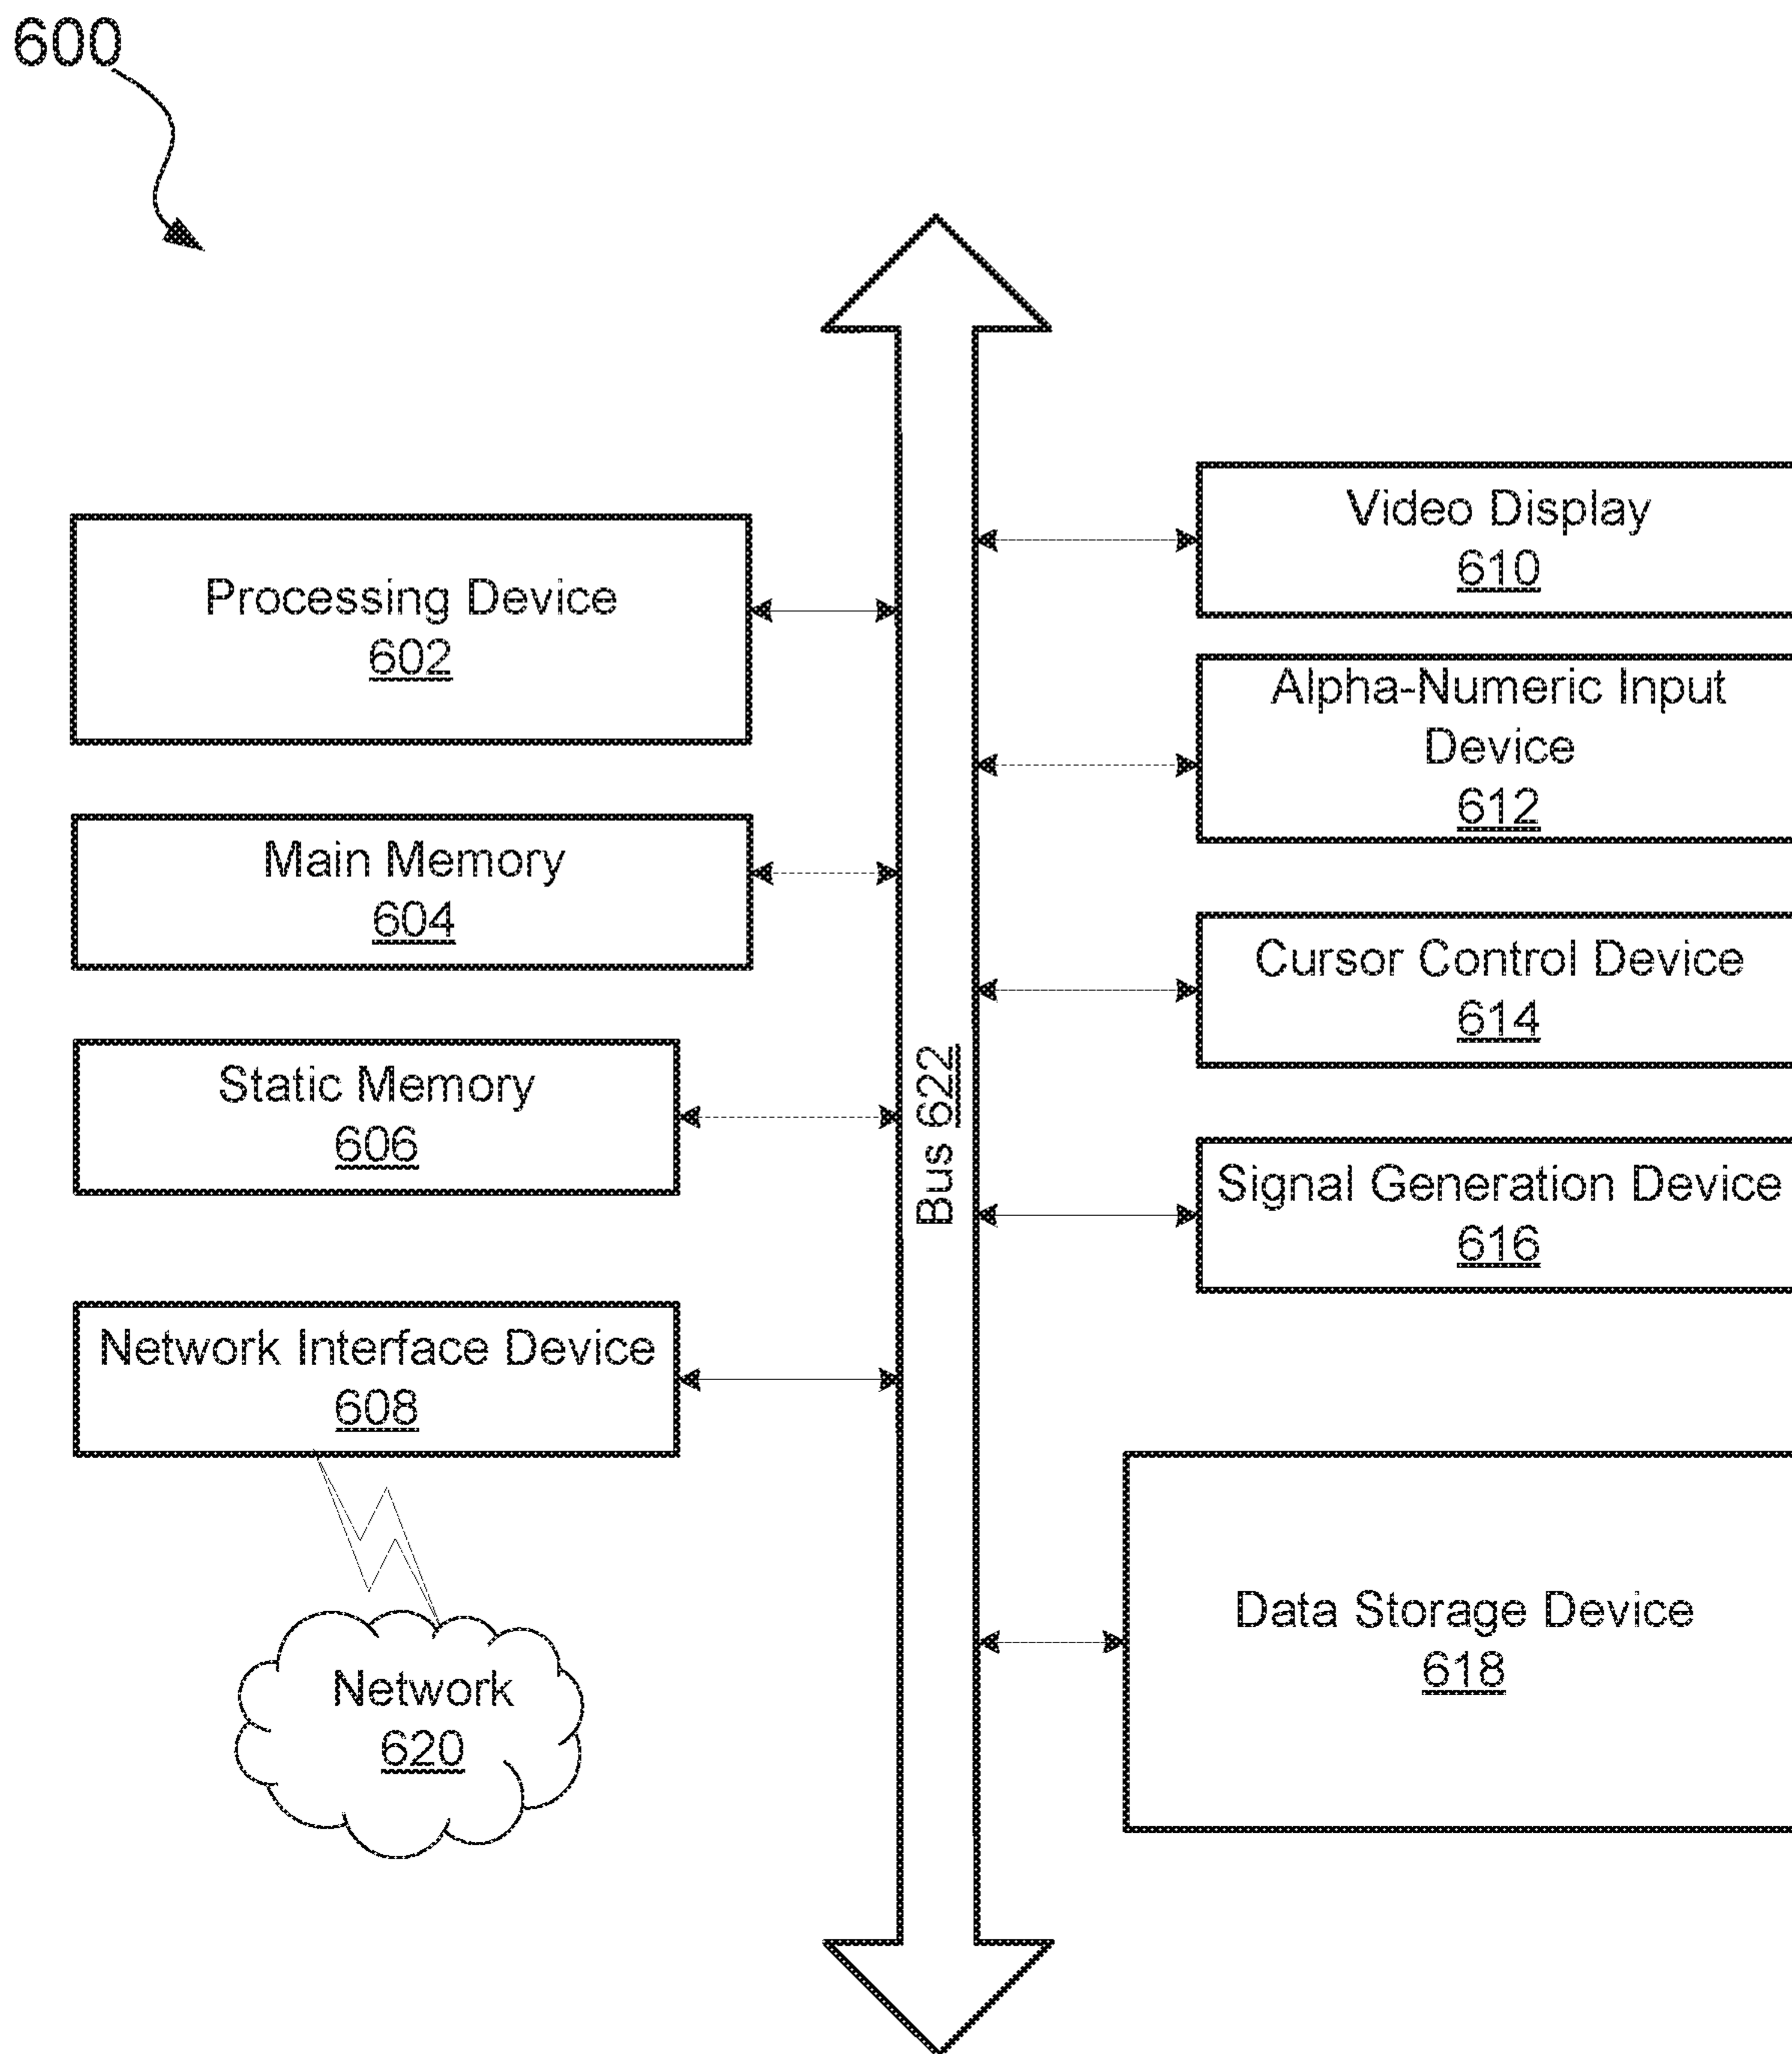 600
Processing Device
602
Main Memory
604
Static Memory
606
Network Interface Device
608
Network
620
Bus 622
Video Display
610
Alpha-Numeric Input
Device
612
Cursor Control Device
614
Signal Generation Device
616
Data Storage Device
618